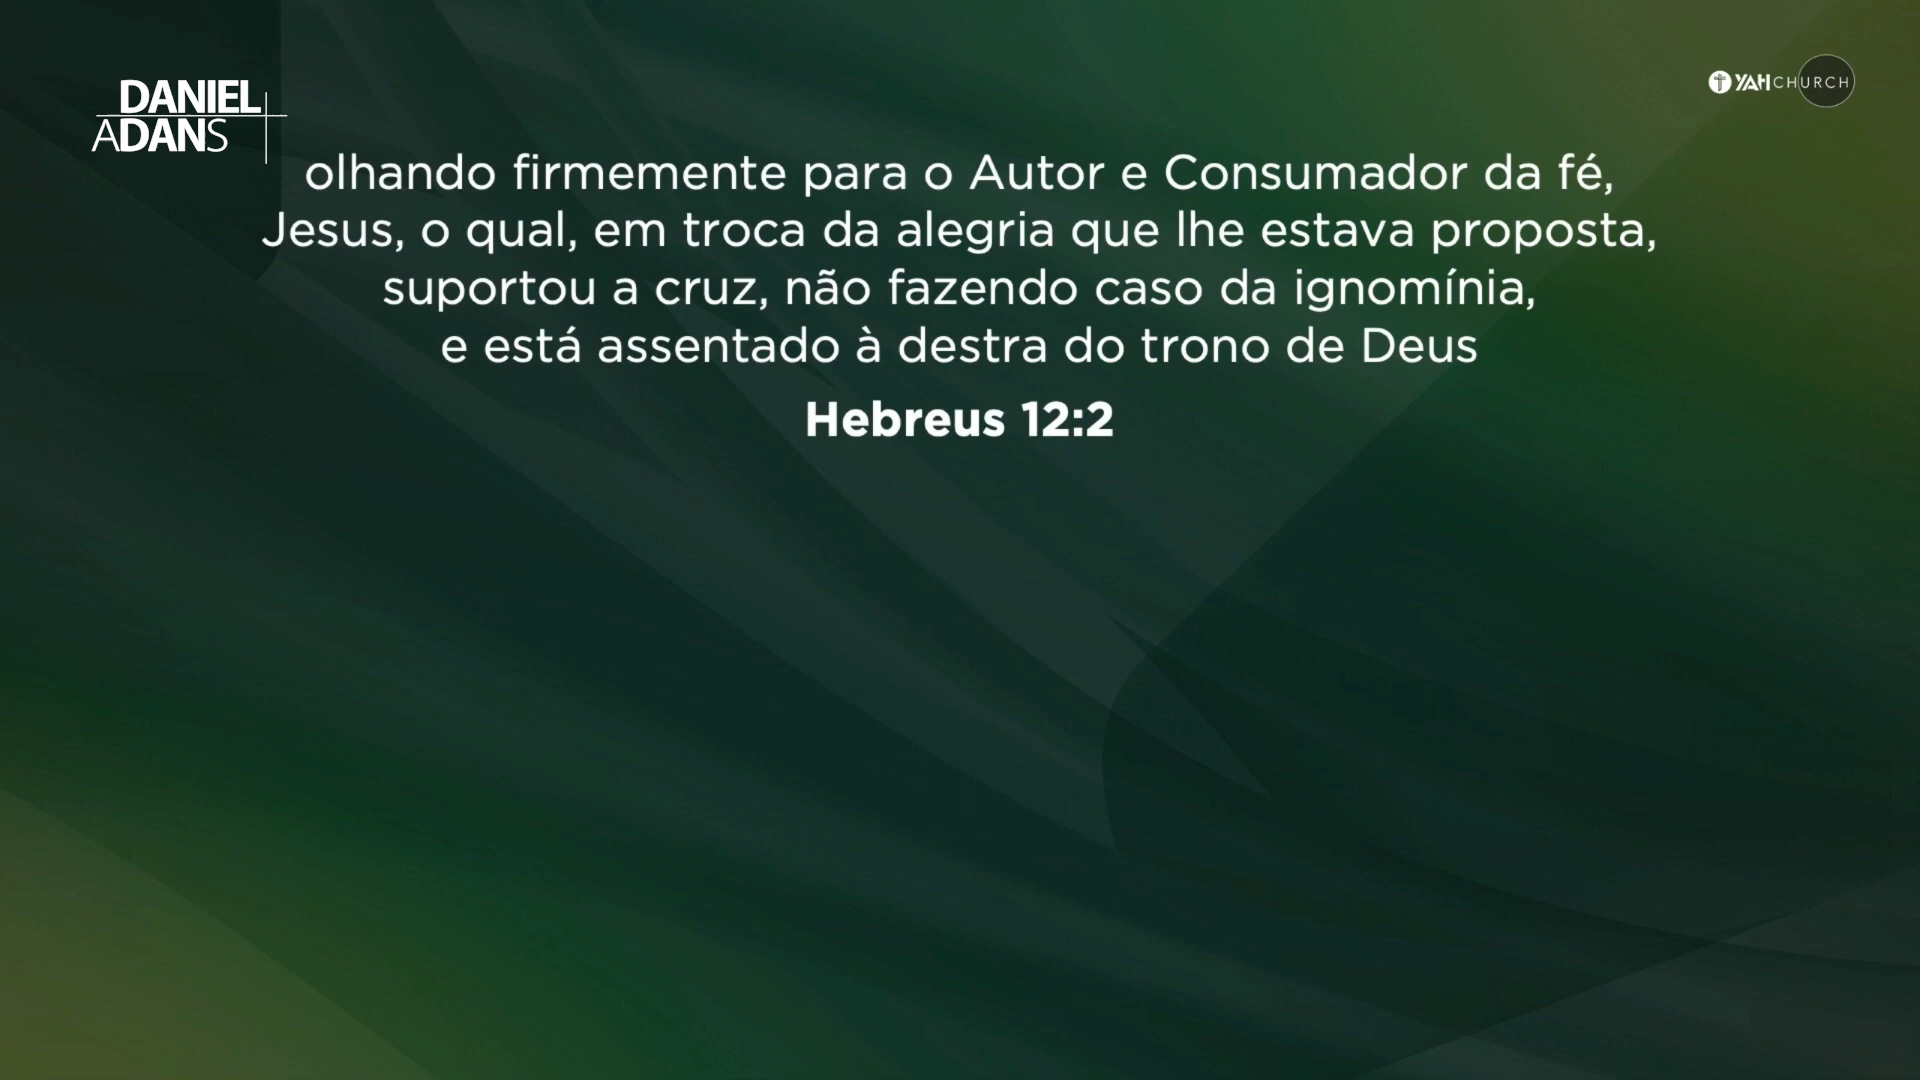 DANIEL
ADANS
YAH CHURCH
olhando firmemente para o Autor e Consumador da fé,
Jesus, o qual, em troca da alegria que lhe estava proposta,
suportou a cruz, não fazendo caso da ignomínia,
e está assentado à destra do trono de Deus
Hebreus 12:2